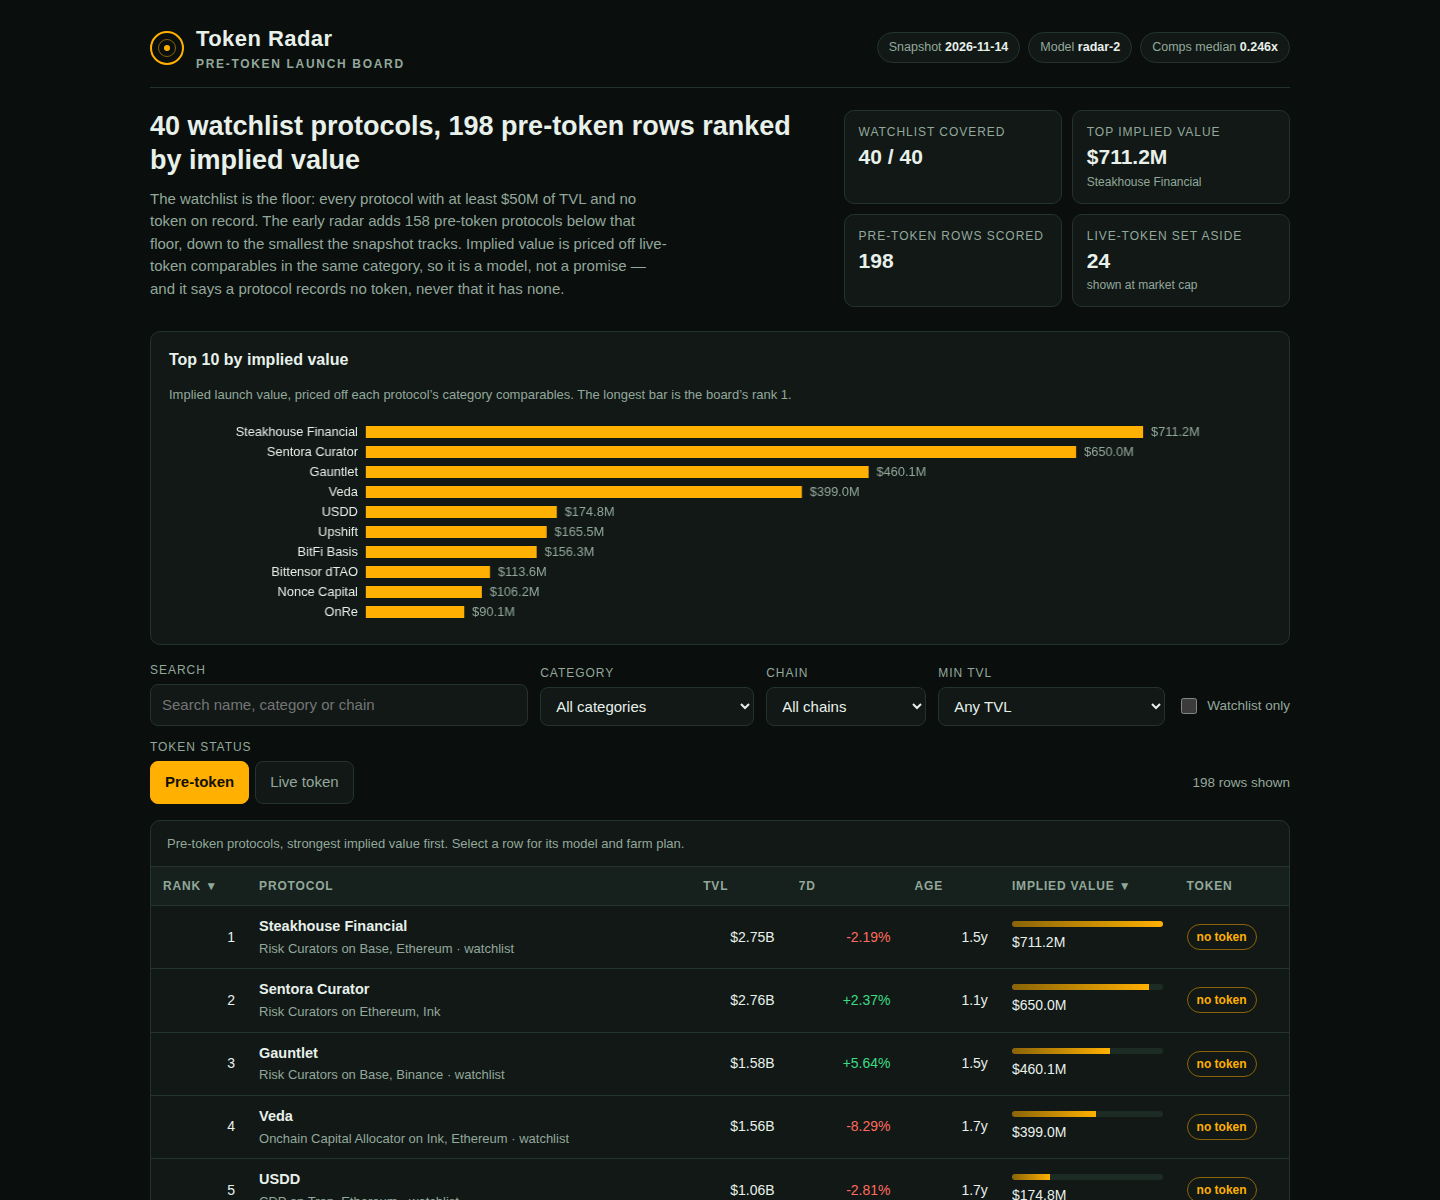 Token Radar
PRE-TOKEN LAUNCH BOARD
Snapshot 2026-11-14
Model radar-2
Comps median 0.246x
40 watchlist protocols, 198 pre-token rows ranked
by implied value
The watchlist is the floor: every protocol with at least $50M of TVL and no
token on record. The early radar adds 158 pre-token protocols below that
floor, down to the smallest the snapshot tracks. Implied value is priced off live-
token comparables in the same category, so it is a model, not a promise —
and it says a protocol records no token, never that it has none.
WATCHLIST COVERED
40 / 40
TOP IMPLIED VALUE
$711.2M
Steakhouse Financial
PRE-TOKEN ROWS SCORED
198
LIVE-TOKEN SET ASIDE
24
shown at market cap
Top 10 by implied value
Implied launch value, priced off each protocol's category comparables. The longest bar is the board's rank 1.
Steakhouse Financial $711.2M
Sentora Curator $650.0M
Gauntlet $460.1M
Veda $399.0M
USDD $174.8M
Upshift $165.5M
BitFi Basis $156.3M
Bittensor dTAO $113.6M
Nonce Capital $106.2M
OnRe $90.1M
SEARCH
Search name, category or chain
CATEGORY
All categories
CHAIN
All chains
MIN TVL
Any TVL
Watchlist only
TOKEN STATUS
Pre-token
Live token
198 rows shown
Pre-token protocols, strongest implied value first. Select a row for its model and farm plan.
RANK ▼ PROTOCOL TVL 7D AGE IMPLIED VALUE ▼ TOKEN
1 Steakhouse Financial $2.75B -2.19% 1.5y $711.2M no token
Risk Curators on Base, Ethereum · watchlist
2 Sentora Curator $2.76B +2.37% 1.1y $650.0M no token
Risk Curators on Ethereum, Ink
3 Gauntlet $1.58B +5.64% 1.5y $460.1M no token
Risk Curators on Base, Binance · watchlist
4 Veda $1.56B -8.29% 1.7y $399.0M no token
Onchain Capital Allocator on Ink, Ethereum · watchlist
5 USDD $1.06B -2.81% 1.7y $174.8M no token
CDP on Tron, Ethereum · watchlist